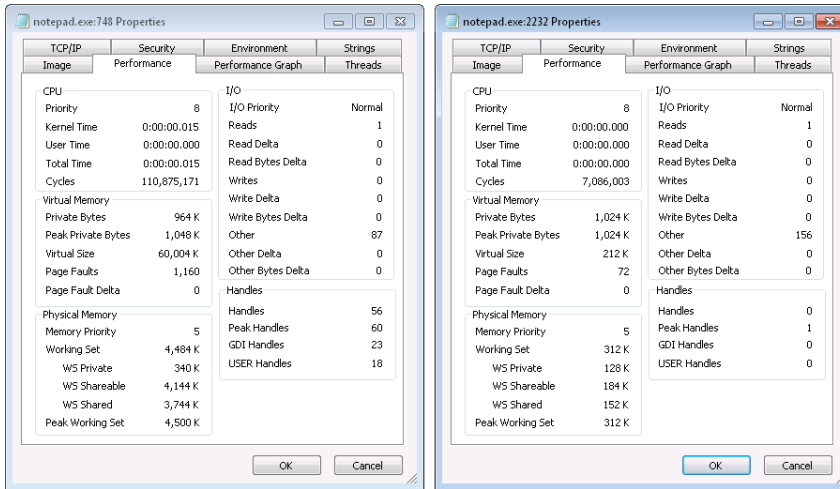 notepad.exe:748 Properties
TCP/IP Security Environment Strings
Image Performance Performance Graph Threads
CPU
Priority 8
Kernel Time 0:00:00.015
User Time 0:00:00.000
Total Time 0:00:00.015
Cycles 110,875,171
Virtual Memory
Private Bytes 964 K
Peak Private Bytes 1,048 K
Virtual Size 60,004 K
Page Faults 1,160
Page Fault Delta 0
Physical Memory
Memory Priority 5
Working Set 4,484 K
WS Private 340 K
WS Shareable 4,144 K
WS Shared 3,744 K
Peak Working Set 4,500 K
I/O
I/O Priority Normal
Reads 1
Read Delta 0
Read Bytes Delta 0
Writes 0
Write Delta 0
Write Bytes Delta 0
Other 87
Other Delta 0
Other Bytes Delta 0
Handles
Handles 56
Peak Handles 60
GDI Handles 23
USER Handles 18
OK Cancel
notepad.exe:2232 Properties
TCP/IP Security Environment Strings
Image Performance Performance Graph Threads
CPU
Priority 8
Kernel Time 0:00:00.000
User Time 0:00:00.000
Total Time 0:00:00.000
Cycles 7,086,003
Virtual Memory
Private Bytes 1,024 K
Peak Private Bytes 1,024 K
Virtual Size 212 K
Page Faults 72
Page Fault Delta 0
Physical Memory
Memory Priority 5
Working Set 312 K
WS Private 128 K
WS Shareable 184 K
WS Shared 152 K
Peak Working Set 312 K
I/O
I/O Priority Normal
Reads 1
Read Delta 0
Read Bytes Delta 0
Writes 0
Write Delta 0
Write Bytes Delta 0
Other 156
Other Delta 0
Other Bytes Delta 0
Handles
Handles 0
Peak Handles 1
GDI Handles 0
USER Handles 0
OK Cancel